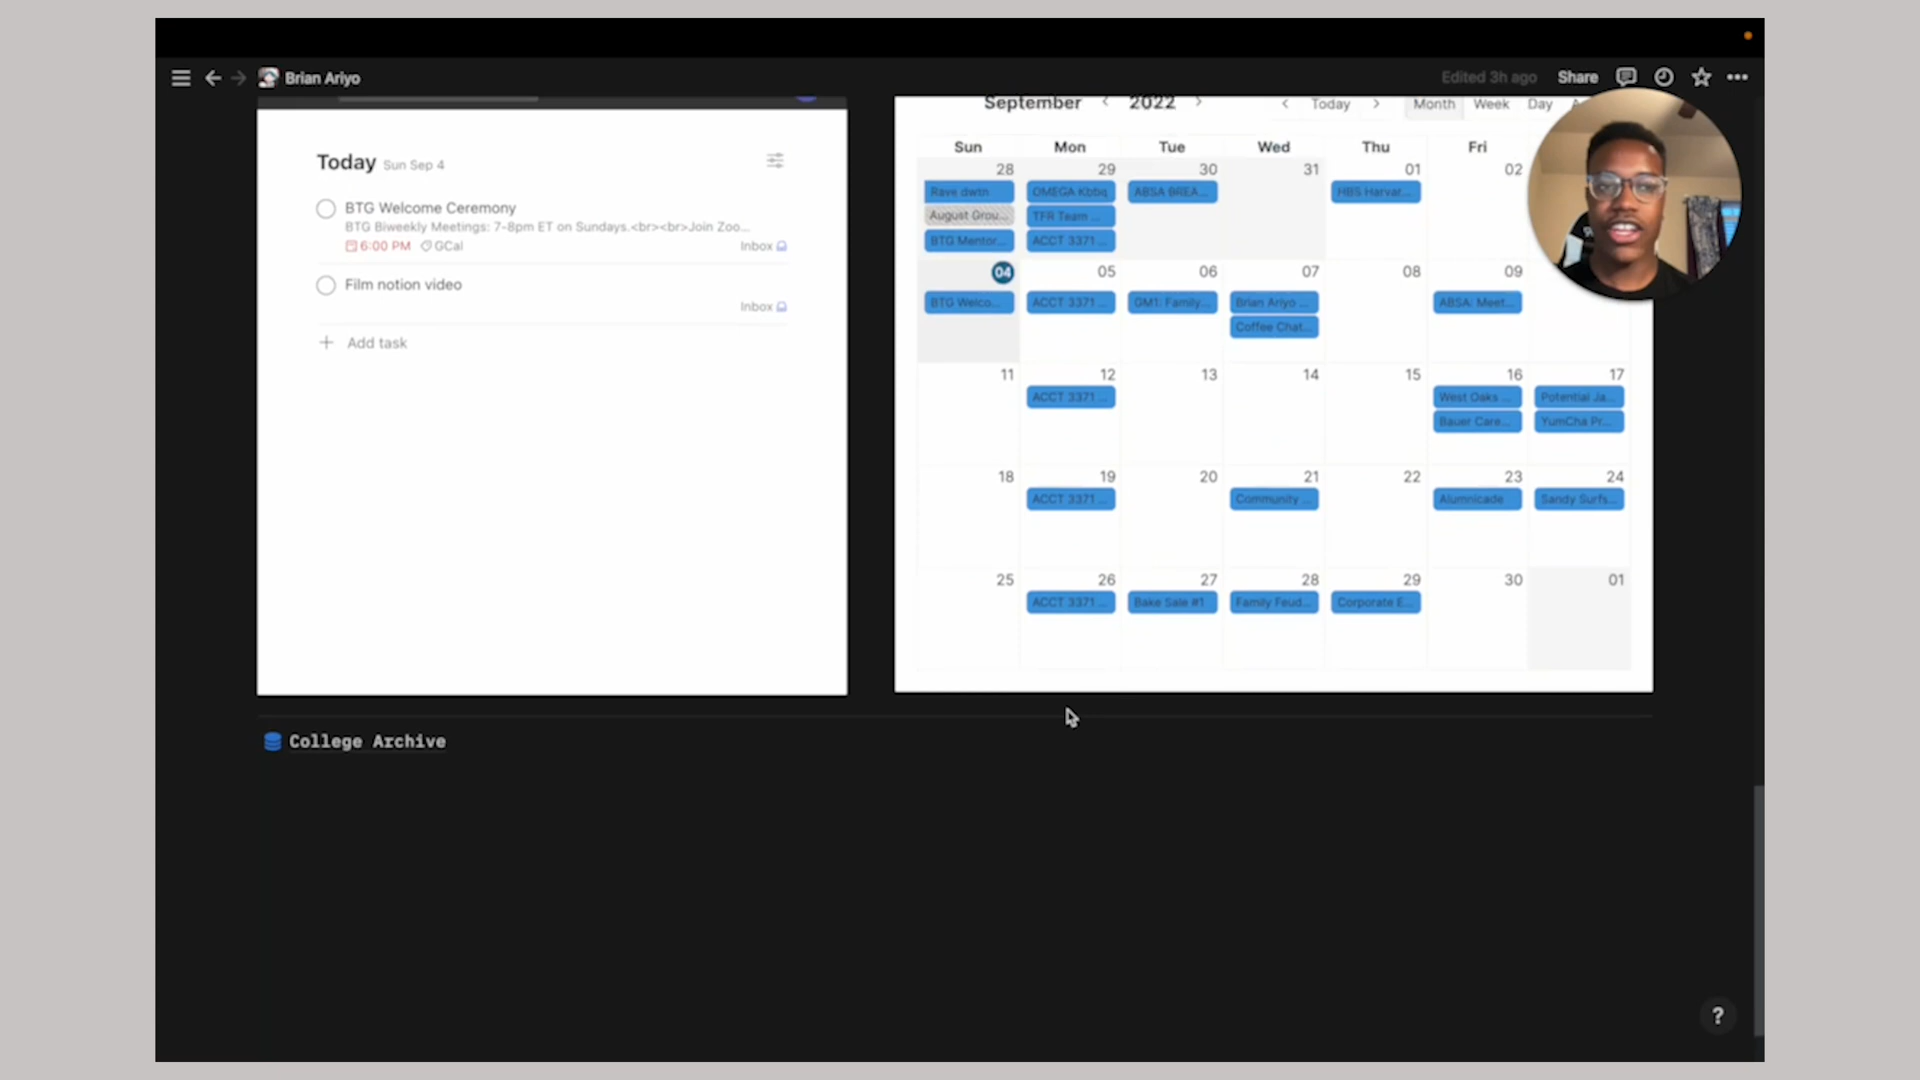 Brian Ariyo
Edited 3h ago Share
September 2022 Today Month Week Day
Today Sun Sep 4
BTG Welcome Ceremony
BTG Biweekly Meetings: 7-8pm ET on Sundays.<br><br>Join Zoo...
6:00 PM GCal Inbox
Film notion video
Inbox
Add task
Sun Mon Tue Wed Thu Fri
28 29 30 31 01 02
Rave dwtn OMEGA Kbbq ABSA BREA... HBS Harvar...
August Grou... TFR Team ...
BTG Mentor... ACCT 3371 ...
04 05 06 07 08 09
BTG Welco... ACCT 3371 ... GM1: Family... Brian Ariyo ... ABSA: Meet...
Coffee Chat...
11 12 13 14 15 16 17
ACCT 3371 ... West Oaks ... Potential Ja...
Bauer Care... YumCha Pr...
18 19 20 21 22 23 24
ACCT 3371 ... Community ... Alumnicade Sandy Surfs...
25 26 27 28 29 30 01
ACCT 3371 ... Bake Sale #1 Family Feud... Corporate E...
College Archive
?